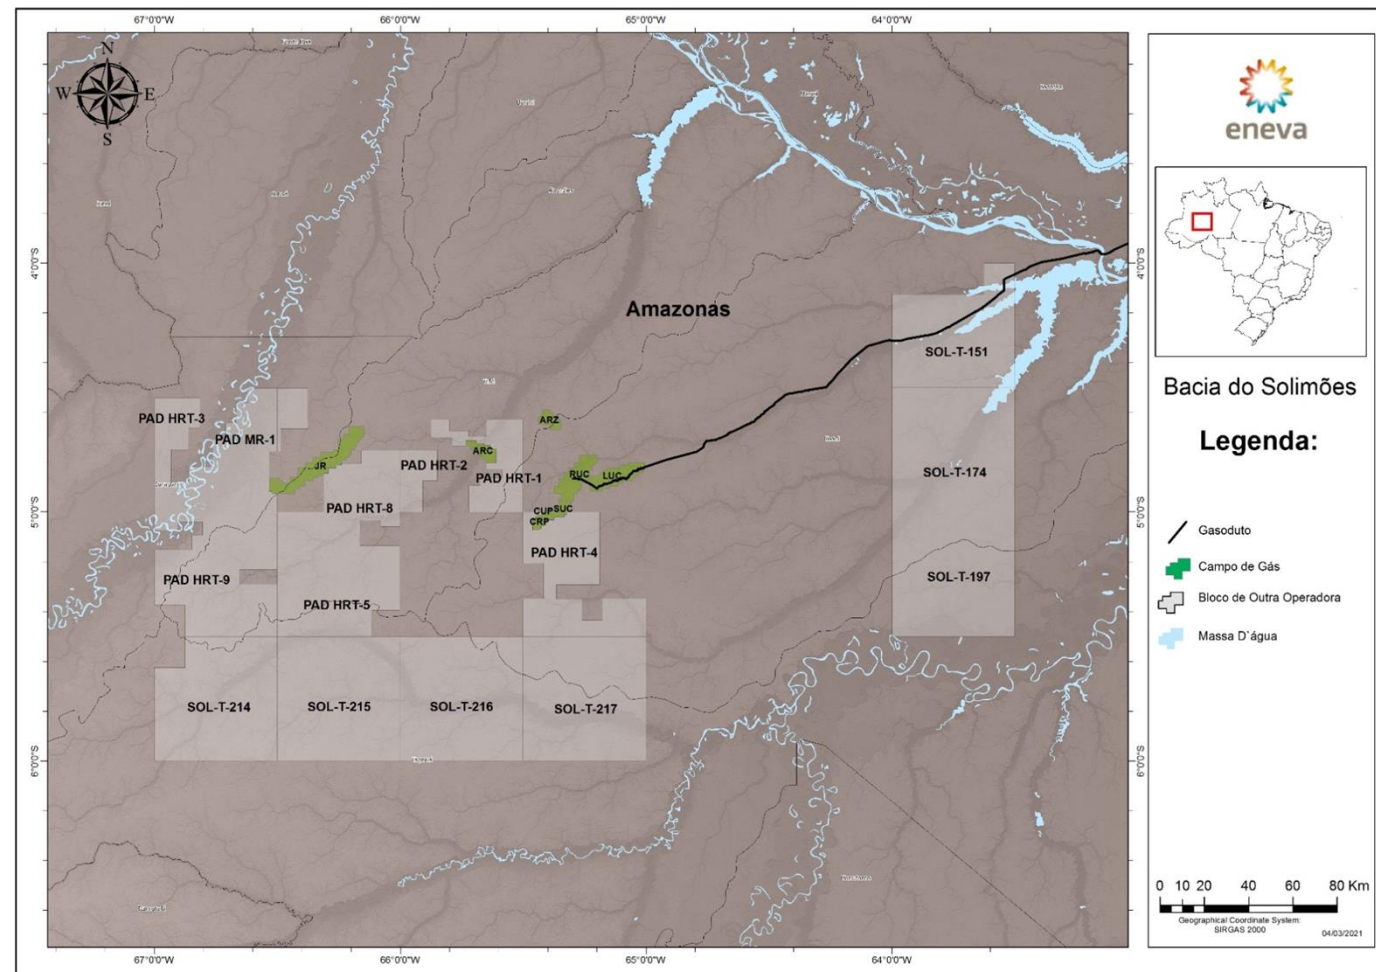 67°0'0"W 66°0'0"W 65°0'0"W 64°0'0"W
N
W E
S
4°0'0"S
4°0'0"S
Amazonas
SOL-T-151
PAD HRT-3
PAD MR-1
ARZ
ARC
PAD HRT-2
PAD HRT-1
RUC
LUC
SOL-T-174
PAD HRT-8
CUP
SUC
CRP
5°0'0"S
5°0'0"S
PAD HRT-4
PAD HRT-9
SOL-T-197
PAD HRT-5
SOL-T-214
SOL-T-215
SOL-T-216
SOL-T-217
6°0'0"S
6°0'0"S
67°0'0"W 66°0'0"W 65°0'0"W 64°0'0"W
eneva
Bacia do Solimões
Legenda:
Gasoduto
Campo de Gás
Bloco de Outra Operadora
Massa D`água
0 10 20 40 60 80 Km
Geographical Coordinate System:
SIRGAS 2000
04/03/2021